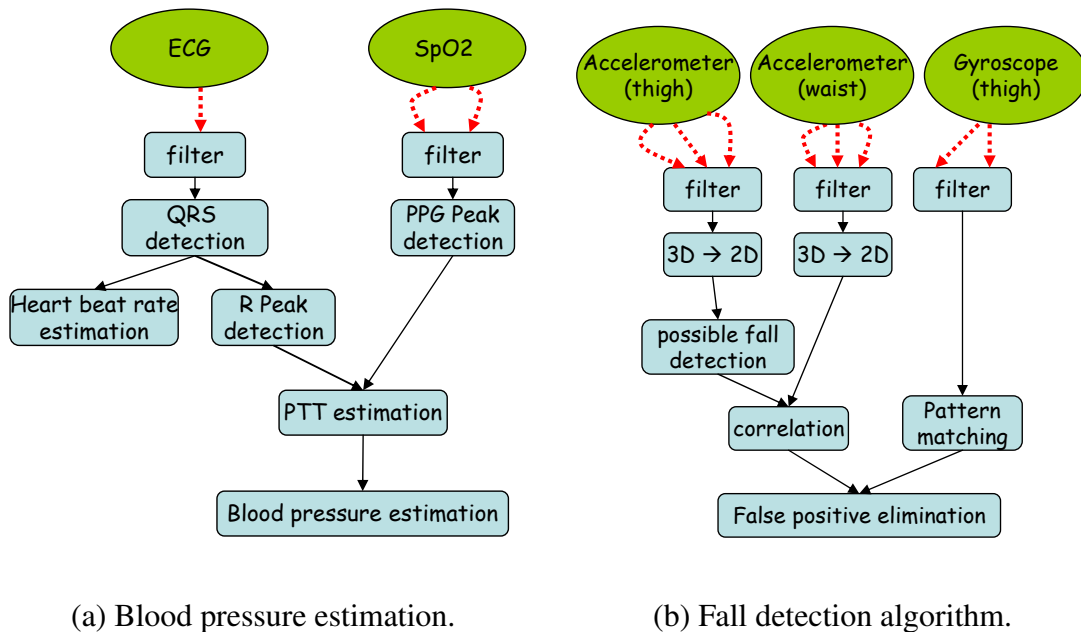 ECG
SpO2
filter
filter
QRS
detection
PPG Peak
detection
Heart beat rate
estimation
R Peak
detection
PTT estimation
Blood pressure estimation
(a) Blood pressure estimation.
Accelerometer
(thigh)
Accelerometer
(waist)
Gyroscope
(thigh)
filter
filter
filter
3D → 2D
3D → 2D
possible fall
detection
correlation
Pattern
matching
False positive elimination
(b) Fall detection algorithm.